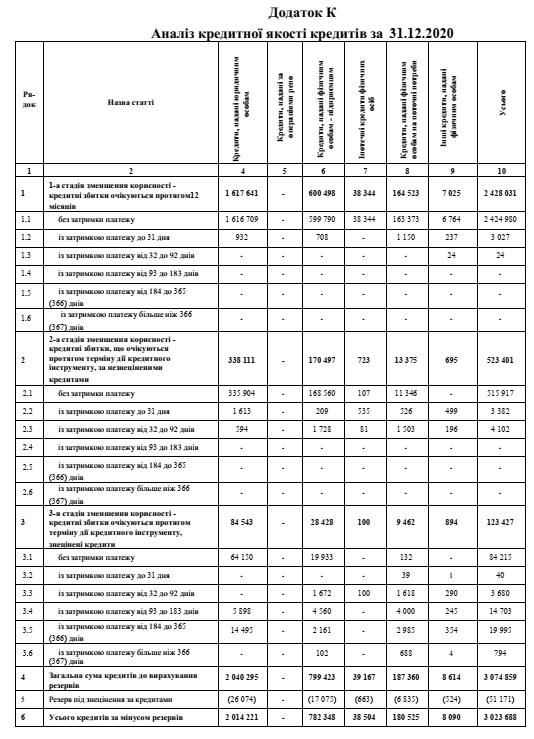 Додаток К
Аналіз кредитної якості кредитів за 31.12.2020
Ря-док Назва статті Кредити, надані юридичним особам Кредити, надані за операціями репо Кредити, надані фізичним особам - підприємцям Іпотечні кредити фізичних осіб Кредити, надані фізичним особам на поточні потреби Інші кредити, надані фізичним особам Усього
1 2 4 5 6 7 8 9 10
1 1-а стадія зменшення корисності - кредитні збитки очікуються протягом12 місяців 1 617 641 - 600 498 38 344 164 523 7 025 2 428 031
1.1 без затримки платежу 1 616 709 - 599 790 38 344 163 373 6 764 2 424 980
1.2 із затримкою платежу до 31 дня 932 - 708 - 1 150 237 3 027
1.3 із затримкою платежу від 32 до 92 днів - - - - - 24 24
1.4 із затримкою платежу від 93 до 183 днів - - - - - - -
1.5 із затримкою платежу від 184 до 365 (366) днів - - - - - - -
1.6 із затримкою платежу більше ніж 366 (367) днів - - - - - - -
2 2-а стадія зменшення корисності - кредитні збитки, що очікуються протягом терміну дії кредитного інструменту, за незнеціненими кредитами 338 111 - 170 497 723 13 375 695 523 401
2.1 без затримки платежу 335 904 - 168 560 107 11 346 - 515 917
2.2 із затримкою платежу до 31 дня 1 613 - 209 535 526 499 3 382
2.3 із затримкою платежу від 32 до 92 днів 594 - 1 728 81 1 503 196 4 102
2.4 із затримкою платежу від 93 до 183 днів - - - - - - -
2.5 із затримкою платежу від 184 до 365 (366) днів - - - - - - -
2.6 із затримкою платежу більше ніж 366 (367) днів - - - - - - -
3 3-я стадія зменшення корисності - кредитні збитки очікуються протягом терміну дії кредитного інструменту, знецінені кредити 84 543 - 28 428 100 9 462 894 123 427
3.1 без затримки платежу 64 150 - 19 933 - 132 - 84 215
3.2 із затримкою платежу до 31 дня - - - - 39 1 40
3.3 із затримкою платежу від 32 до 92 днів - - 1 672 100 1 618 290 3 680
3.4 із затримкою платежу від 93 до 183 днів 5 898 - 4 560 - 4 000 245 14 703
3.5 із затримкою платежу від 184 до 365 (366) днів 14 495 - 2 161 - 2 985 354 19 995
3.6 із затримкою платежу більше ніж 366 (367) днів - - 102 - 688 4 794
4 Загальна сума кредитів до вирахування резервів 2 040 295 - 799 423 39 167 187 360 8 614 3 074 859
5 Резерв під знецінення за кредитами (26 074) - (17 075) (663) (6 835) (524) (51 171)
6 Усього кредитів за мінусом резервів 2 014 221 - 782 348 38 504 180 525 8 090 3 023 688